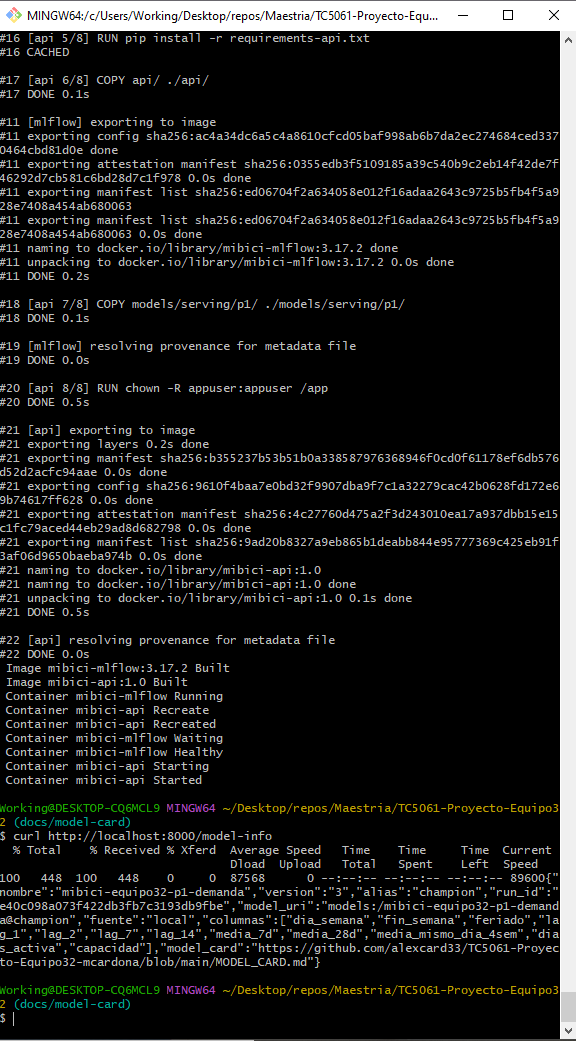 MINGW64:/c/Users/Working/Desktop/repos/Maestria/TC5061-Proyecto-Equ...
#16 [api 5/8] RUN pip install -r requirements-api.txt
#16 CACHED
#17 [api 6/8] COPY api/ ./api/
#17 DONE 0.1s
#11 [mlflow] exporting to image
#11 exporting config sha256:ac4a34dc6a5c4a8610cfcd05baf998ab6b7da2ec274684ced337
0464cbd81d0e done
#11 exporting attestation manifest sha256:0355edb3f5109185a39c540b9c2eb14f42de7f
46292d7cb581c6bd28d7c1f978 0.0s done
#11 exporting manifest list sha256:ed06704f2a634058e012f16adaa2643c9725b5fb4f5a9
28e7408a454ab680063
#11 exporting manifest list sha256:ed06704f2a634058e012f16adaa2643c9725b5fb4f5a9
28e7408a454ab680063 0.0s done
#11 naming to docker.io/library/mibici-mlflow:3.17.2 done
#11 unpacking to docker.io/library/mibici-mlflow:3.17.2 0.0s done
#11 DONE 0.2s
#18 [api 7/8] COPY models/serving/p1/ ./models/serving/p1/
#18 DONE 0.1s
#19 [mlflow] resolving provenance for metadata file
#19 DONE 0.0s
#20 [api 8/8] RUN chown -R appuser:appuser /app
#20 DONE 0.5s
#21 [api] exporting to image
#21 exporting layers 0.2s done
#21 exporting manifest sha256:b355237b53b51b0a338587976368946f0cd0f61178ef6db576
d52d2acfc94aae 0.0s done
#21 exporting config sha256:9610f4baa7e0bd32f9907dba9f7c1a32279cac42b0628fd172e6
9b74617ff628 0.0s done
#21 exporting attestation manifest sha256:4c27760d475a2f3d243010ea17a937dbb15e15
c1fc79aced44eb29ad8d682798 0.0s done
#21 exporting manifest list sha256:9ad20b8327a9eb865b1deabb844e95777369c425eb91f
3af06d9650baeba974b 0.0s done
#21 naming to docker.io/library/mibici-api:1.0
#21 naming to docker.io/library/mibici-api:1.0 done
#21 unpacking to docker.io/library/mibici-api:1.0 0.1s done
#21 DONE 0.5s
#22 [api] resolving provenance for metadata file
#22 DONE 0.0s
Image mibici-mlflow:3.17.2 Built
Image mibici-api:1.0 Built
Container mibici-mlflow Running
Container mibici-api Recreate
Container mibici-api Recreated
Container mibici-mlflow Waiting
Container mibici-mlflow Healthy
Container mibici-api Starting
Container mibici-api Started
Working@DESKTOP-CQ6MCL9 MINGW64 ~/Desktop/repos/Maestria/TC5061-Proyecto-Equipo3
2 (docs/model-card)
$ curl http://localhost:8000/model-info
% Total % Received % Xferd Average Speed Time Time Time Current
Dload Upload Total Spent Left Speed
100 448 100 448 0 0 87568 0 --:--:-- --:--:-- --:--:-- 89600{"
nombre":"mibici-equipo32-p1-demanda","version":"3","alias":"champion","run_id":"
e40c098a073f422db3fb7c3193db9fbe","model_uri":"models:/mibici-equipo32-p1-demand
a@champion","fuente":"local","columnas":["dia_semana","fin_semana","feriado","la
g_1","lag_2","lag_7","lag_14","media_7d","media_28d","media_mismo_dia_4sem","dia
s_activa","capacidad"],"model_card":"https://github.com/alexcard33/TC5061-Proyec
to-Equipo32-mcardona/blob/main/MODEL_CARD.md"}
Working@DESKTOP-CQ6MCL9 MINGW64 ~/Desktop/repos/Maestria/TC5061-Proyecto-Equipo3
2 (docs/model-card)
$